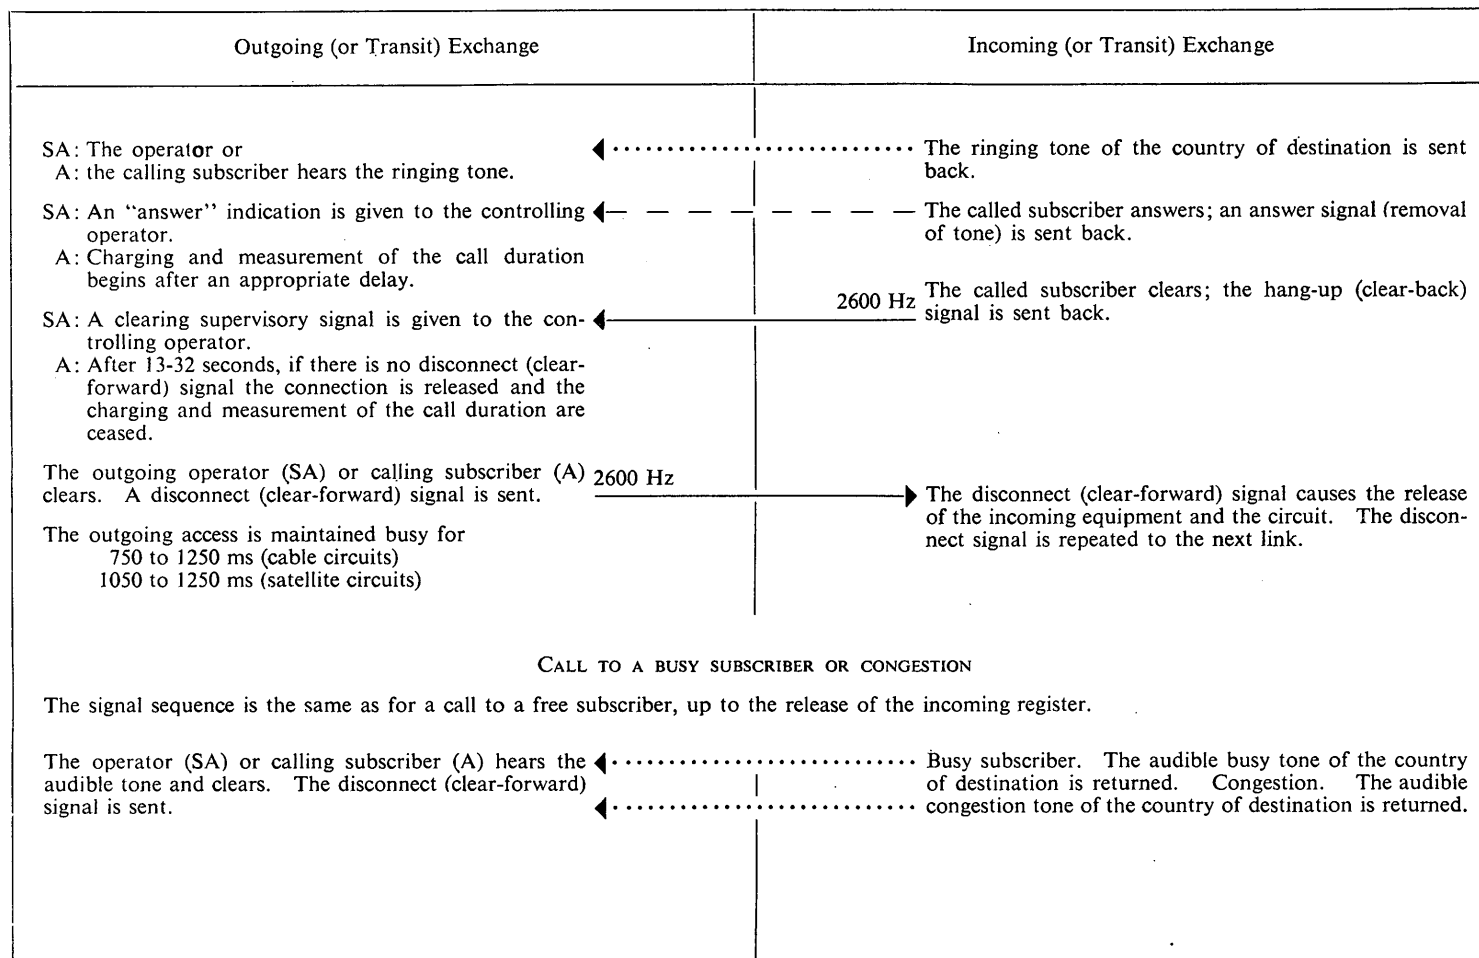 Outgoing (or Transit) Exchange
Incoming (or Transit) Exchange
SA: The operator or
A: the calling subscriber hears the ringing tone.
The ringing tone of the country of destination is sent
back.
SA: An “answer” indication is given to the controlling
operator.
A: Charging and measurement of the call duration
begins after an appropriate delay.
The called subscriber answers; an answer signal (removal
of tone) is sent back.
SA: A clearing supervisory signal is given to the con-
trolling operator.
A: After 13-32 seconds, if there is no disconnect (clear-
forward) signal the connection is released and the
charging and measurement of the call duration are
ceased.
2600 Hz
The called subscriber clears; the hang-up (clear-back)
signal is sent back.
The outgoing operator (SA) or calling subscriber (A)
clears. A disconnect (clear-forward) signal is sent.
2600 Hz
The disconnect (clear-forward) signal causes the release
of the incoming equipment and the circuit. The discon-
nect signal is repeated to the next link.
The outgoing access is maintained busy for
750 to 1250 ms (cable circuits)
1050 to 1250 ms (satellite circuits)
CALL TO A BUSY SUBSCRIBER OR CONGESTION
The signal sequence is the same as for a call to a free subscriber, up to the release of the incoming register.
The operator (SA) or calling subscriber (A) hears the
audible tone and clears. The disconnect (clear-forward)
signal is sent.
Busy subscriber. The audible busy tone of the country
of destination is returned. Congestion. The audible
congestion tone of the country of destination is returned.